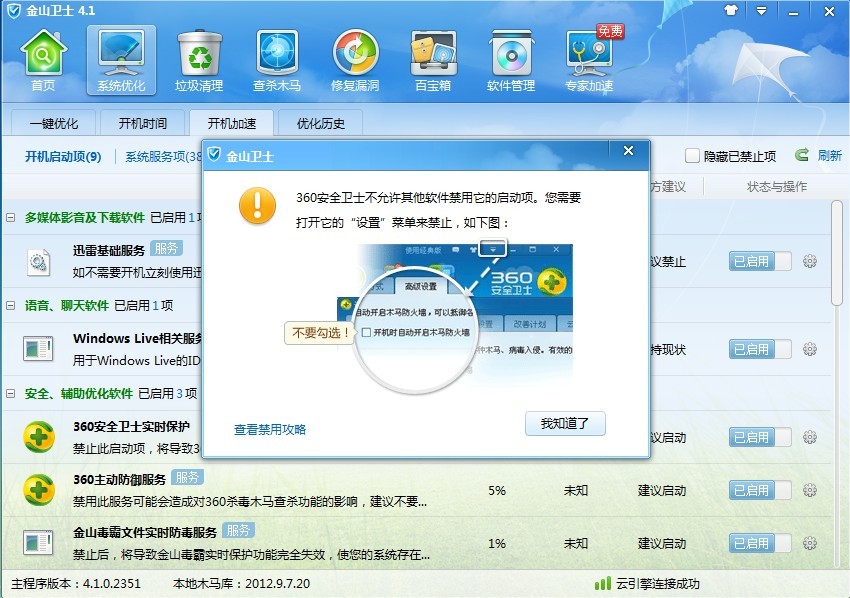 金山卫士 4.1
首页
系统优化
垃圾清理
查杀木马
修复漏洞
百宝箱
软件管理
免费
专家加速
一键优化
开机时间
开机加速
优化历史
开机启动项(9)
系统服务项(38
隐藏已禁止项
刷新
方建议
状态与操作
金山卫士
360安全卫士不允许其他软件禁用它的启动项。您需要
打开它的“设置”菜单来禁止，如下图：
使用经典版
360
安全卫士
式
高级设置
设置
改善计划
自动开启木马防火墙，可以抵御各
不要勾选！
开机时自动开启木马防火墙
种木马、病毒入侵。有效的
查看禁用攻略
我知道了
多媒体影音及下载软件 已启用1项
迅雷基础服务 服务
如不需要开机立刻使用迅
议禁止
已启用
语音、聊天软件 已启用1项
Windows Live相关服务
用于Windows Live的ID
持现状
已启用
安全、辅助优化软件 已启用3项
360安全卫士实时保护
禁止此启动项，将导致3
议启动
已启用
360主动防御服务 服务
禁用此服务可能会造成对360杀毒木马查杀功能的影响，建议不要...
5%
未知
建议启动
已启用
金山毒霸文件实时防毒服务 服务
禁止后，将导致金山毒霸实时保护功能完全失效，使您的系统存在...
1%
未知
建议启动
已启用
主程序版本：4.1.0.2351
本地木马库：2012.9.7.20
云引擎连接成功